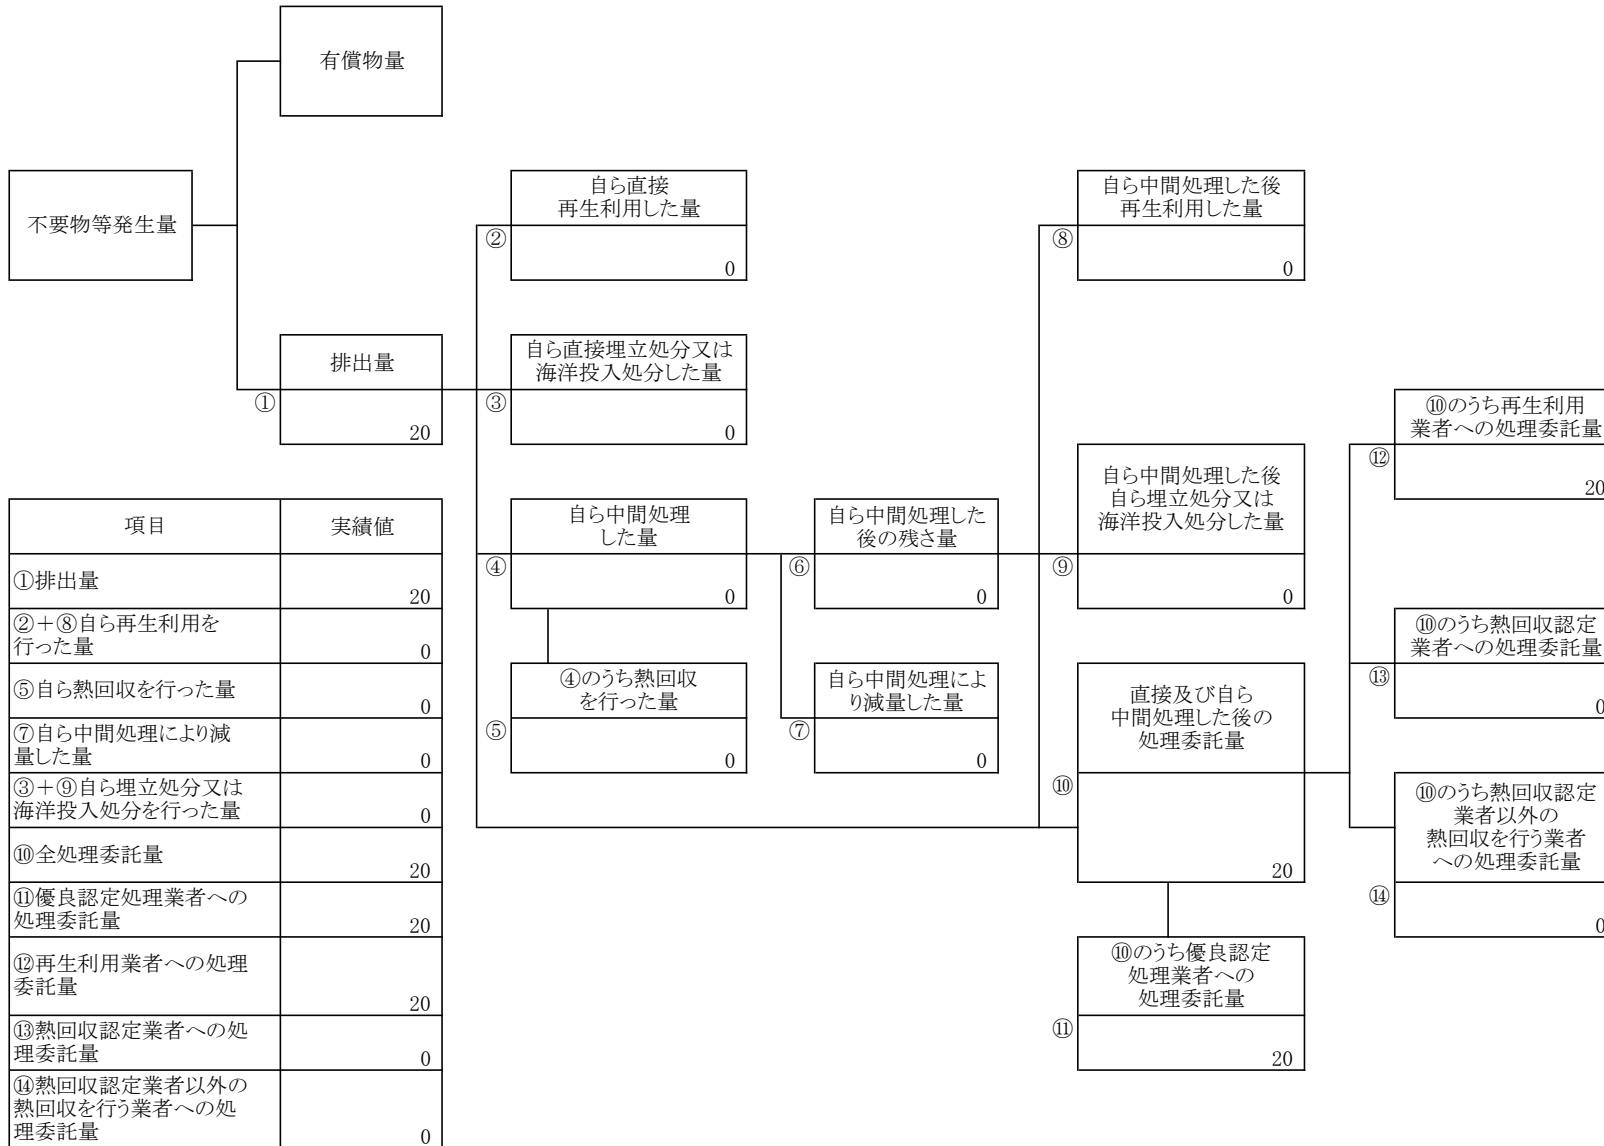 有償物量
不要物等発生量
自ら直接
再生利用した量
②
0
自ら中間処理した後
再生利用した量
⑧
0
排出量
①
20
自ら直接埋立処分又は
海洋投入処分した量
③
0
⑩のうち再生利用
業者への処理委託量
⑫
20
自ら中間処理
した量
④
0
自ら中間処理した
後の残さ量
⑥
0
自ら中間処理した後
自ら埋立処分又は
海洋投入処分した量
⑨
0
④のうち熱回収
を行った量
⑤
0
自ら中間処理によ
り減量した量
⑦
0
直接及び自ら
中間処理した後の
処理委託量
⑩
20
⑩のうち熱回収認定
業者への処理委託量
⑬
0
⑩のうち熱回収認定
業者以外の
熱回収を行う業者
への処理委託量
⑭
0
⑩のうち優良認定
処理業者への
処理委託量
⑪
20
項目 実績値
①排出量 20
②+⑧自ら再生利用を
行った量 0
⑤自ら熱回収を行った量 0
⑦自ら中間処理により減
量した量 0
③+⑨自ら埋立処分又は
海洋投入処分を行った量 0
⑩全処理委託量 20
⑪優良認定処理業者への
処理委託量 20
⑫再生利用業者への処理
委託量 20
⑬熱回収認定業者への処
理委託量 0
⑭熱回収認定業者以外の
熱回収を行う業者への処
理委託量 0